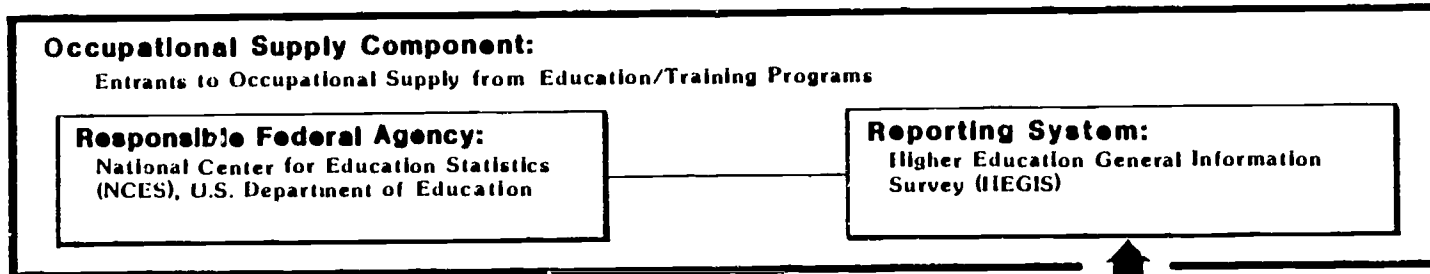 Occupational Supply Component:
Entrants to Occupational Supply from Education/Training Programs
Responsible Federal Agency:
National Center for Education Statistics
(NCES), U.S. Department of Education
Reporting System:
Higher Education General Information
Survey (HEGIS)